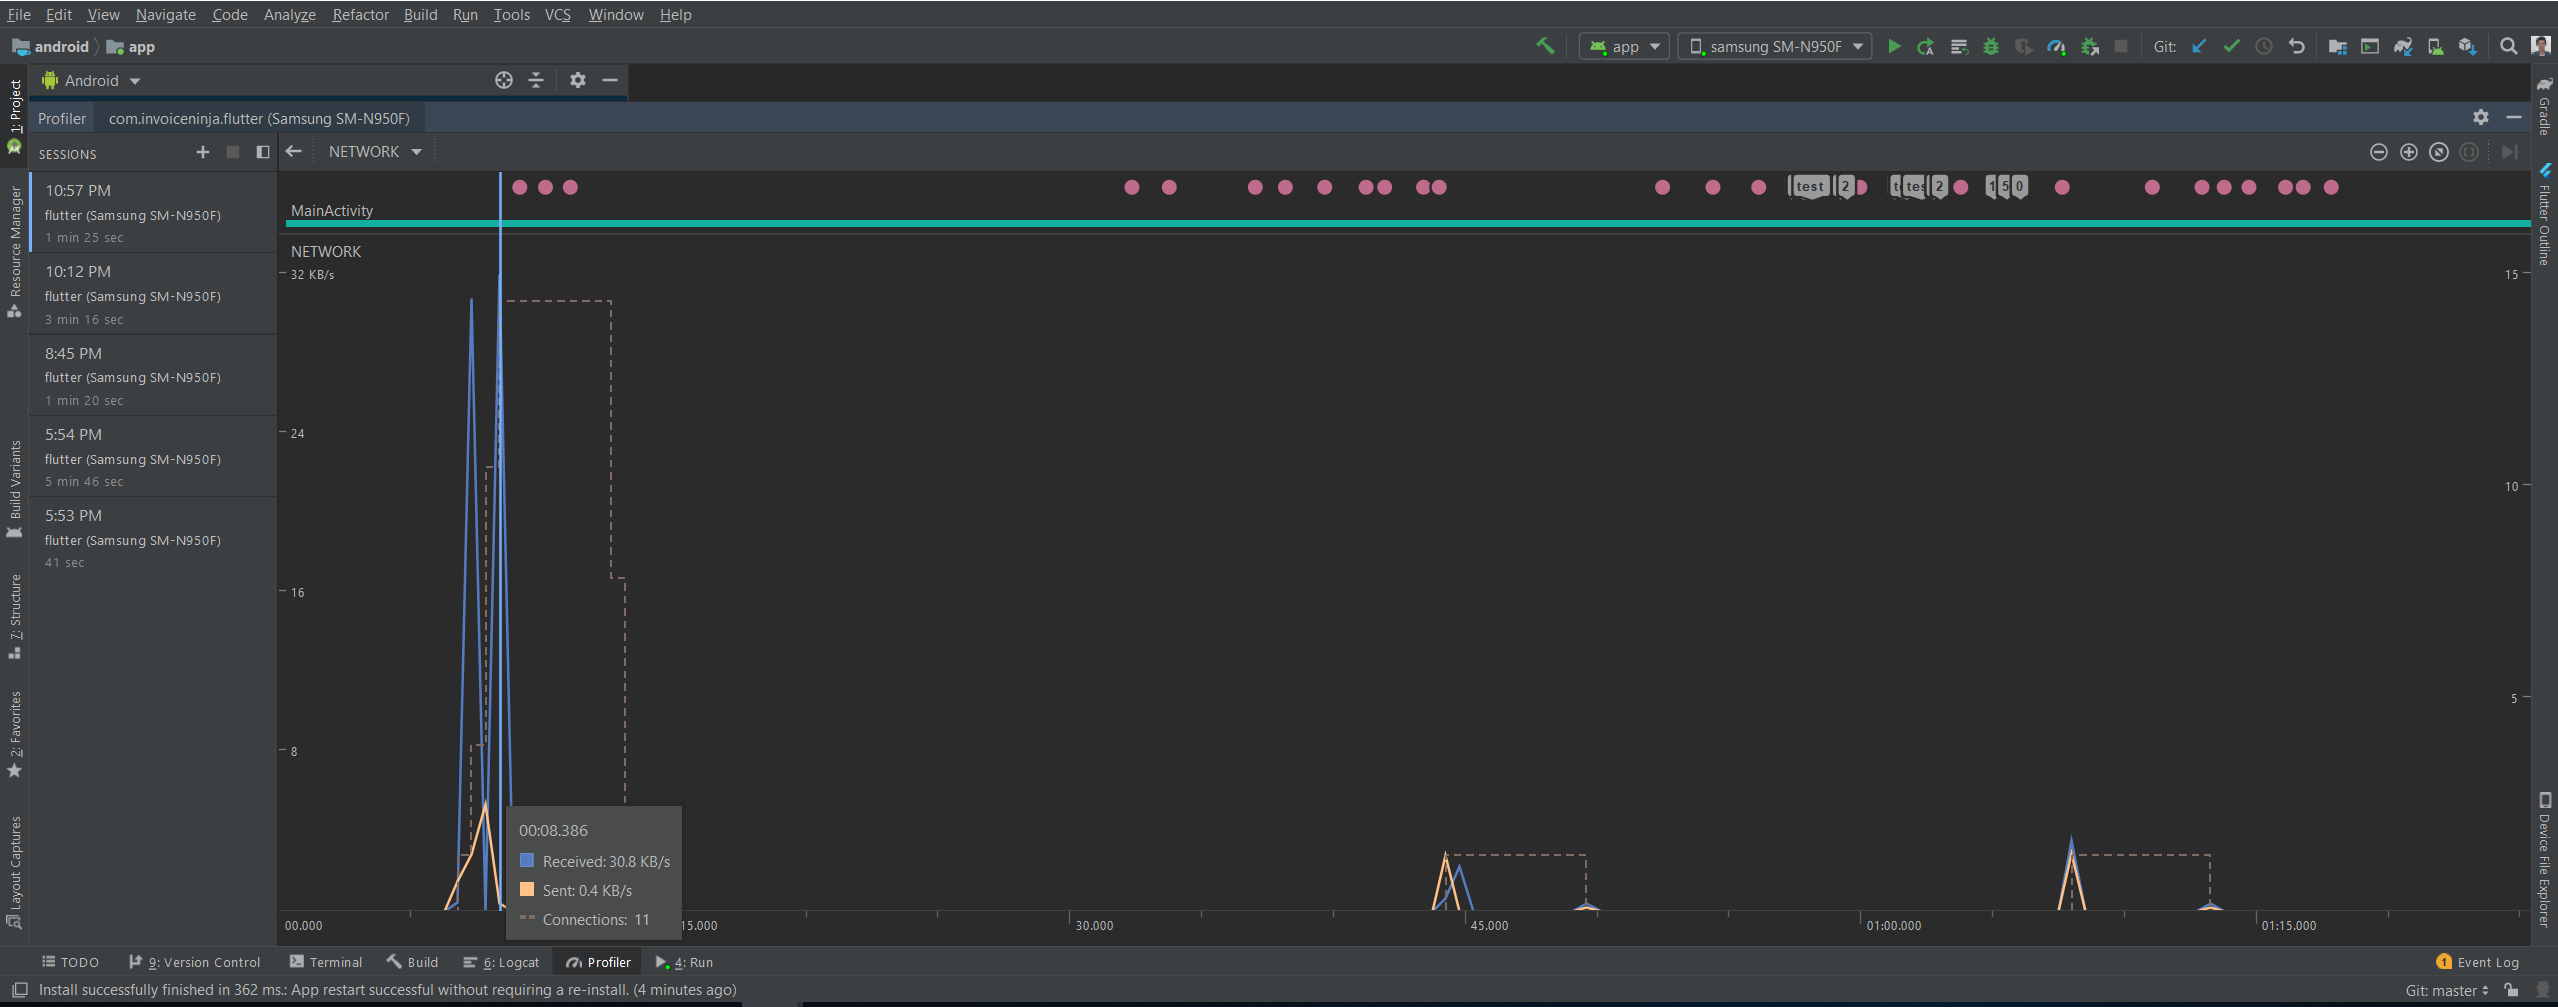 File Edit View Navigate Code Analyze Refactor Build Run Tools VCS Window Help
android app
app
samsung SM-N950F
Git:
Android
Profiler
com.invoiceninja.flutter (Samsung SM-N950F)
SESSIONS
NETWORK
10:57 PM
flutter (Samsung SM-N950F)
1 min 25 sec
10:12 PM
flutter (Samsung SM-N950F)
3 min 16 sec
8:45 PM
flutter (Samsung SM-N950F)
1 min 20 sec
5:54 PM
flutter (Samsung SM-N950F)
5 min 46 sec
5:53 PM
flutter (Samsung SM-N950F)
41 sec
1: Project
Resource Manager
Build Variants
7: Structure
2: Favorites
Layout Captures
test 2
2
1 5 0
MainActivity
NETWORK
32 KB/s
24
16
8
15
10
5
00:08.386
Received: 30.8 KB/s
Sent: 0.4 KB/s
Connections: 11
00.000
15.000
30.000
45.000
01:00.000
01:15.000
Gradle
Flutter Outline
Device File Explorer
TODO
9: Version Control
Terminal
Build
6: Logcat
Profiler
4: Run
1 Event Log
Install successfully finished in 362 ms.: App restart successful without requiring a re-install. (4 minutes ago)
Git: master